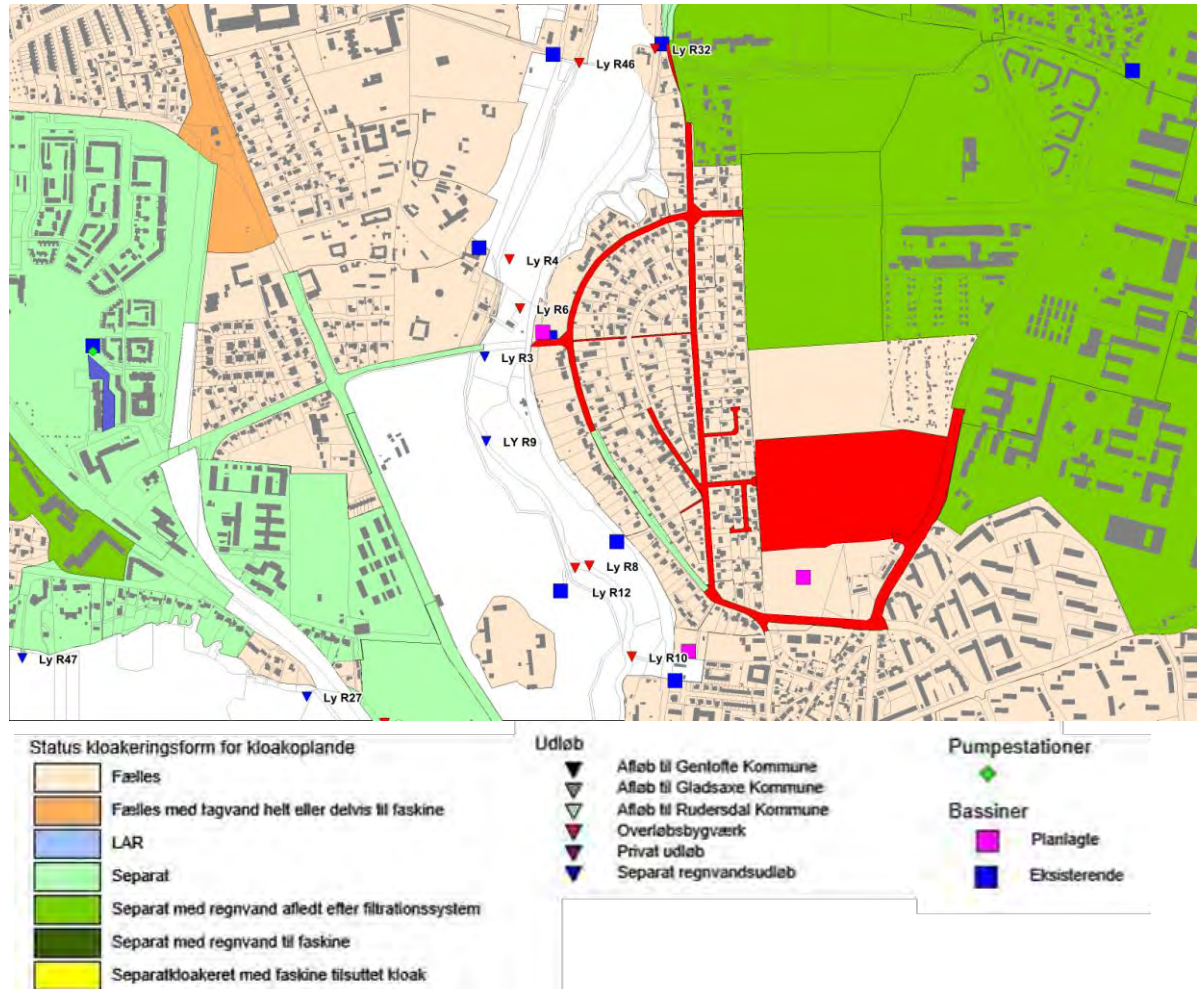 Ly R46
Ly R32
Ly R4
Ly R6
Ly R3
LY R9
Ly R8
Ly R12
Ly R10
Ly R47
Ly R27
Status kloakeringsform for kloakoplande
Fælles
Fælles med tagvand helt eller delvis til faskine
LAR
Separat
Separat med regnvand afledt efter filtrationssystem
Separat med regnvand til faskine
Separatkloakeret med faskine tilsuttet kloak
Udløb
Afløb til Gentofte Kommune
Afløb til Gladsaxe Kommune
Afløb til Rudersdal Kommune
Overløbsbygværk
Privat udløb
Separat regnvandsudløb
Pumpestationer
Bassiner
Planlagte
Eksisterende